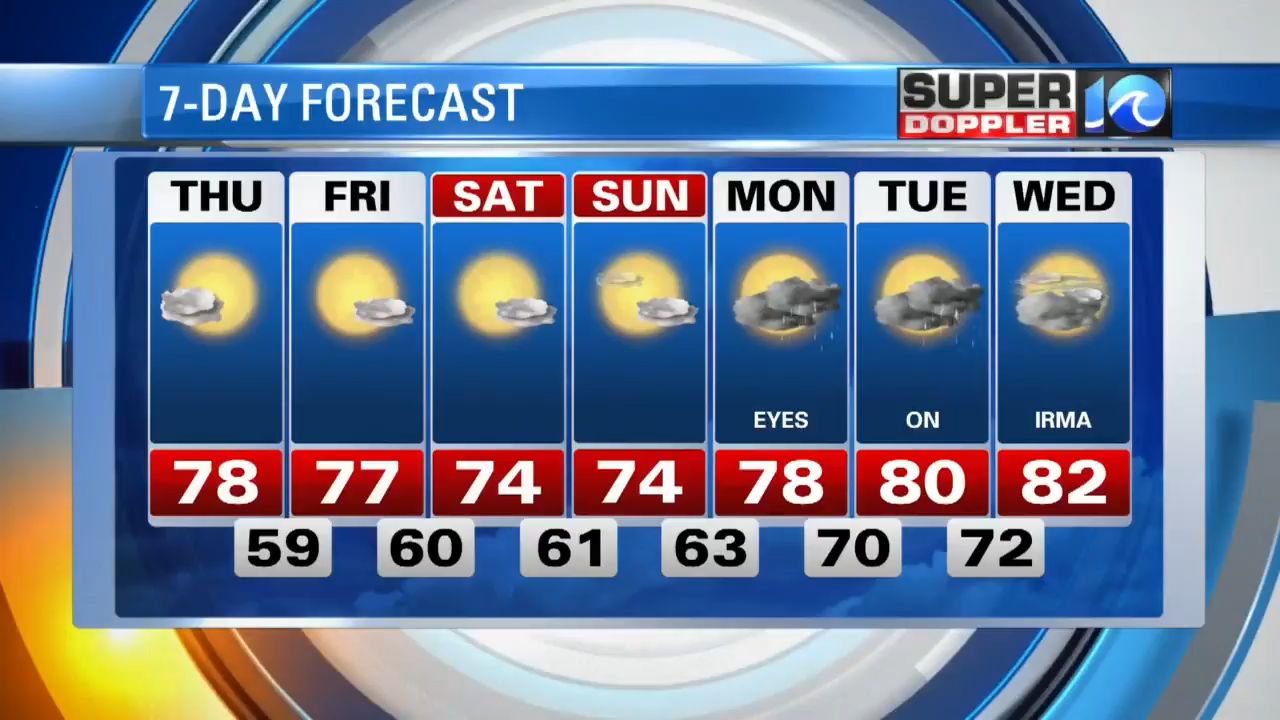 7-DAY FORECAST
SUPER
DOPPLER
10
THU FRI SAT SUN MON TUE WED
EYES ON IRMA
78 77 74 74 78 80 82
59 60 61 63 70 72